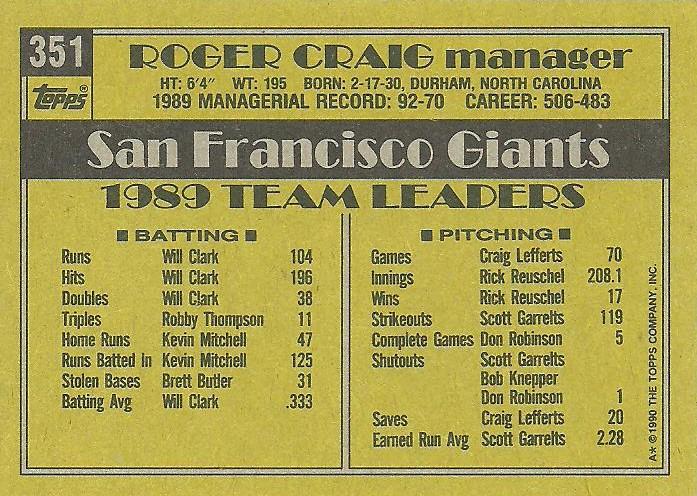 351
Topps®
ROGER CRAIG manager
HT: 6'4" WT: 195 BORN: 2-17-30, DURHAM, NORTH CAROLINA
1989 MANAGERIAL RECORD: 92-70 CAREER: 506-483
San Francisco Giants
1989 TEAM LEADERS
BATTING
Runs Will Clark 104
Hits Will Clark 196
Doubles Will Clark 38
Triples Robby Thompson 11
Home Runs Kevin Mitchell 47
Runs Batted In Kevin Mitchell 125
Stolen Bases Brett Butler 31
Batting Avg Will Clark .333
PITCHING
Games Craig Lefferts 70
Innings Rick Reuschel 208.1
Wins Rick Reuschel 17
Strikeouts Scott Garrelts 119
Complete Games Don Robinson 5
Shutouts Scott Garrelts
Bob Knepper
Don Robinson 1
Saves Craig Lefferts 20
Earned Run Avg Scott Garrelts 2.28
A* © 1990 THE TOPPS COMPANY, INC.